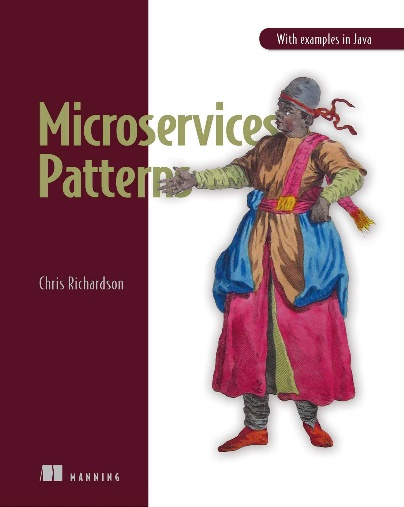 With examples in Java
Microservices
Patterns
Chris Richardson
MANNING